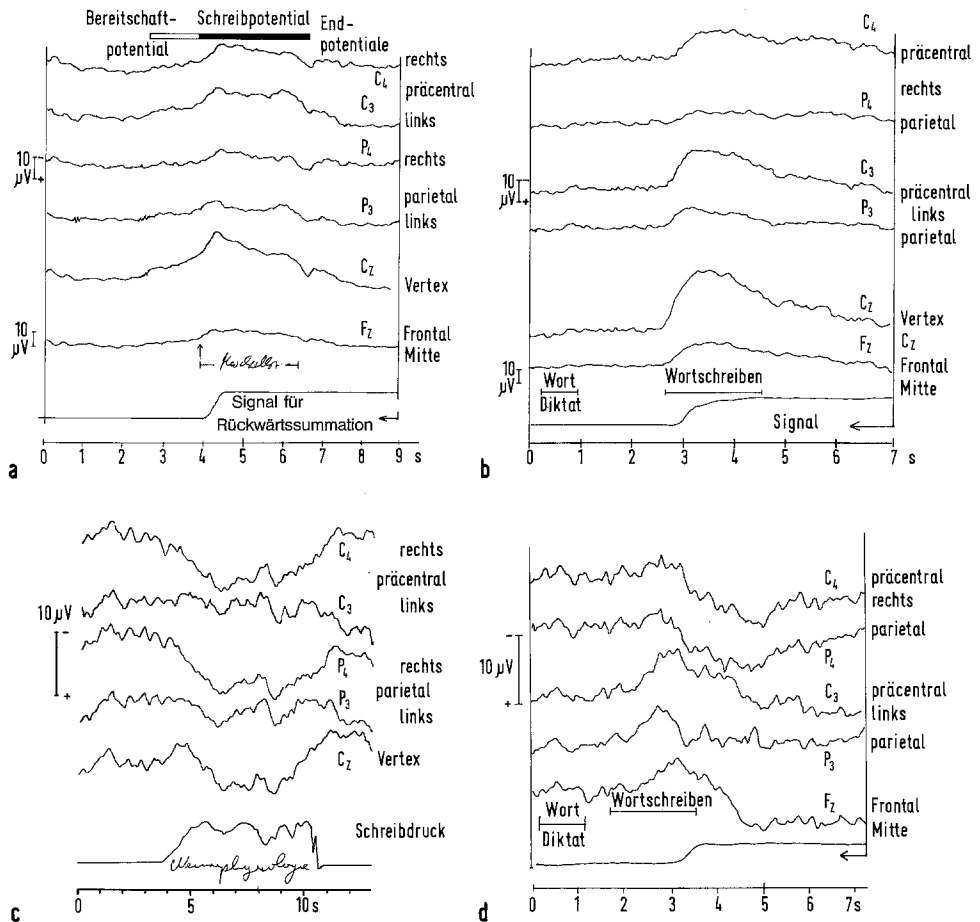 Bereitschaft-
potential
Schreibpotential
End-
potentiale
rechts
C4
präcentral
C3
links
P4
rechts
10
µV
+
parietal
P3
links
Cz
Vertex
10
µV
Fz
Frontal
Mitte
Signal für
Rückwärtssummation
0 1 2 3 4 5 6 7 8 9 s
a
C4
präcentral
rechts
P4
parietal
10
µV
+
C3
präcentral
links
P3
parietal
Cz
Vertex
Cz
Fz
Frontal
Mitte
10
µV
Wort
Diktat
Wortschreiben
Signal
0 1 2 3 4 5 6 7 s
b
C4
rechts
präcentral
C3
links
10 µV
-
+
P4
rechts
parietal
P3
links
Cz
Vertex
Schreibdruck
Neurophysiologie
0 5 10 s
c
C4
präcentral
rechts
parietal
P4
10 µV
-
+
C3
präcentral
links
parietal
P3
Wort
Diktat
Wortschreiben
Fz
Frontal
Mitte
0 1 2 3 4 5 6 7 s
d